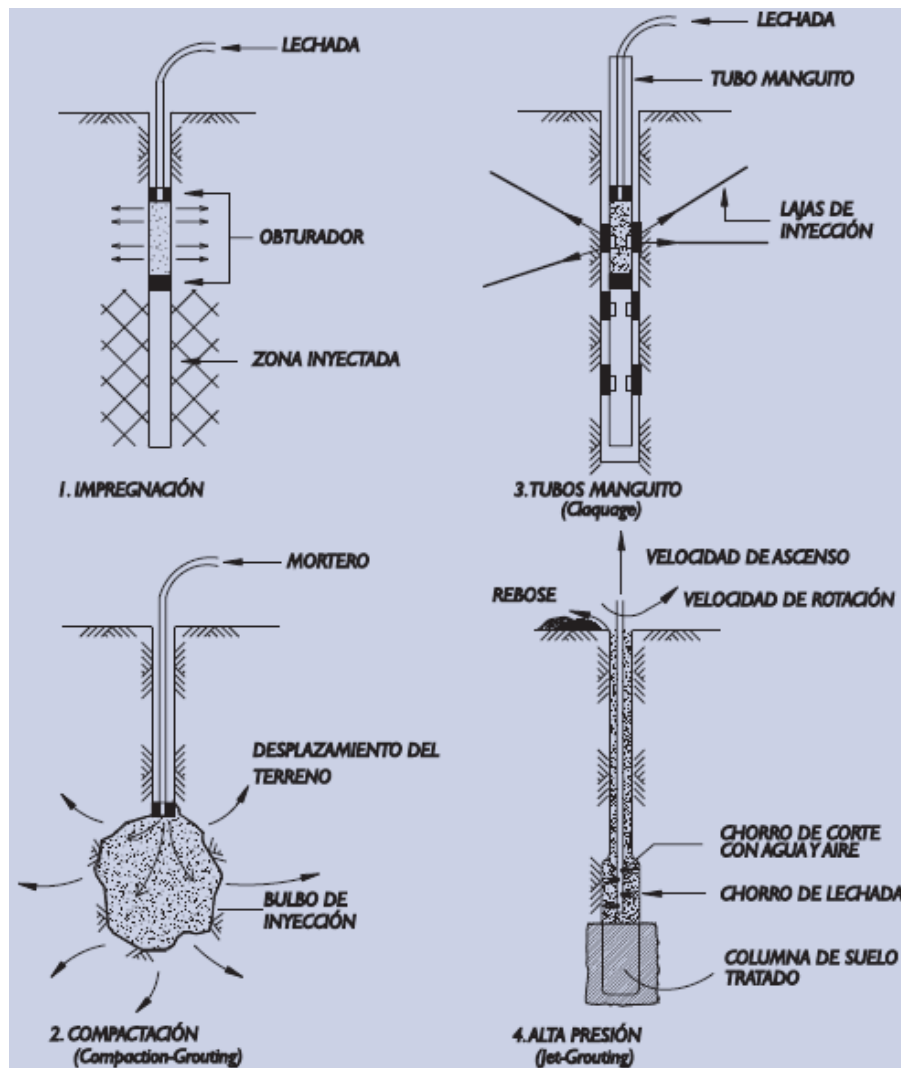 LECHADA
OBTURADOR
ZONA INYECTADA
1. IMPREGNACIÓN
LECHADA
TUBO MANGUITO
LAJAS DE
INYECCIÓN
3. TUBOS MANGUITO
(Claquage)
MORTERO
DESPLAZAMIENTO DEL
TERRENO
BULBO DE
INYECCIÓN
2. COMPACTACIÓN
(Compaction-Grouting)
VELOCIDAD DE ASCENSO
REBOSE
VELOCIDAD DE ROTACIÓN
CHORRO DE CORTE
CON AGUA Y AIRE
CHORRO DE LECHADA
COLUMNA DE SUELO
TRATADO
4. ALTA PRESIÓN
(Jet-Grouting)